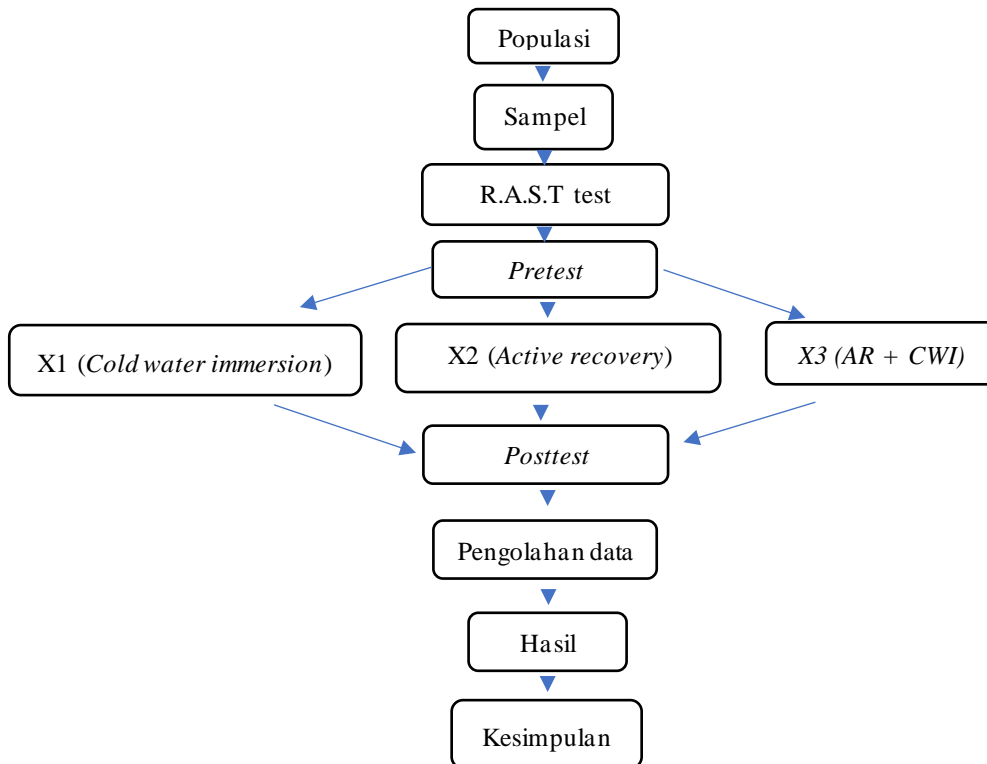 Populasi
Sampel
R.A.S.T test
Pretest
X1 (Cold water immersion)
X2 (Active recovery)
X3 (AR + CWI)
Posttest
Pengolahan data
Hasil
Kesimpulan